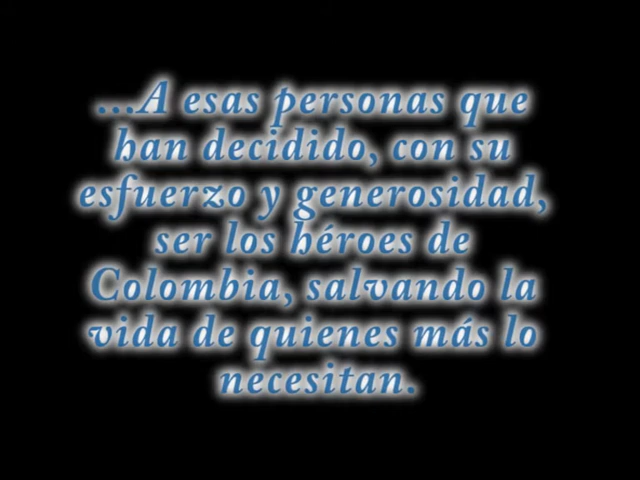 ...A esas personas que
han decidido, con su
esfuerzo y generosidad,
ser los héroes de
Colombia, salvando la
vida de quienes más lo
necesitan.